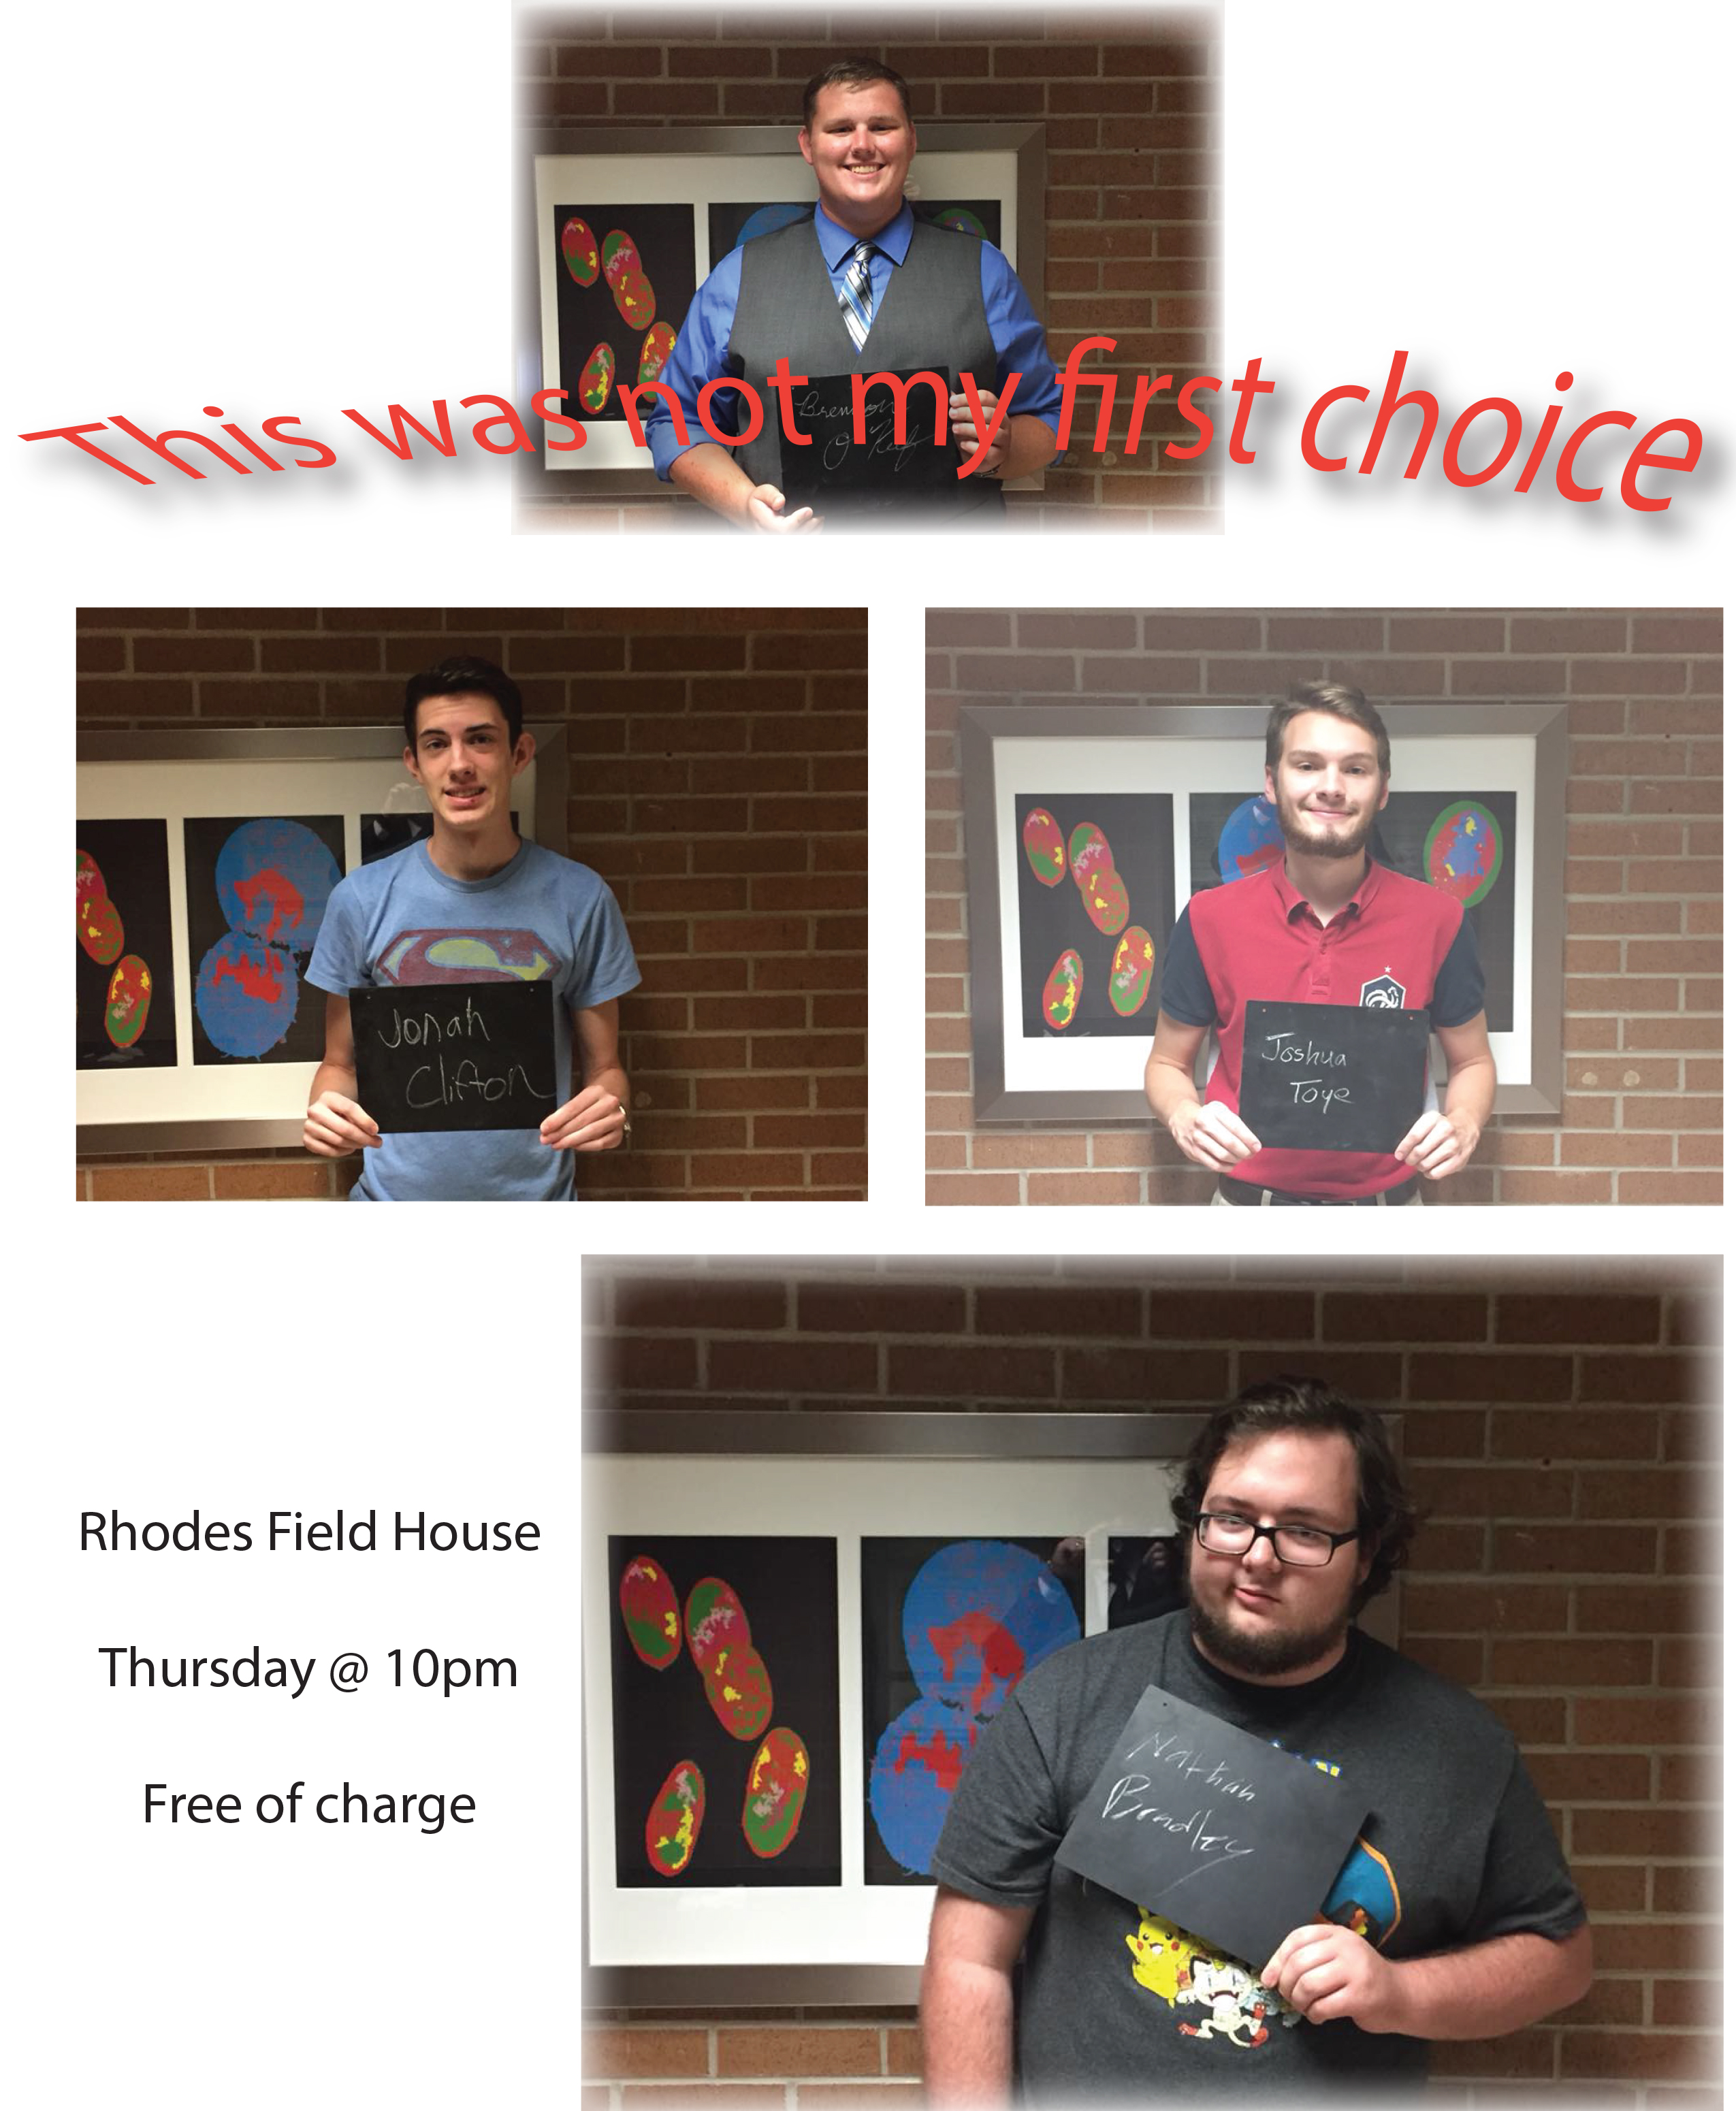 This was not my first choice
Jonah
Clifton
Joshua
Toye
Rhodes Field House
Thursday @ 10pm
Free of charge
Nathan
Bradley